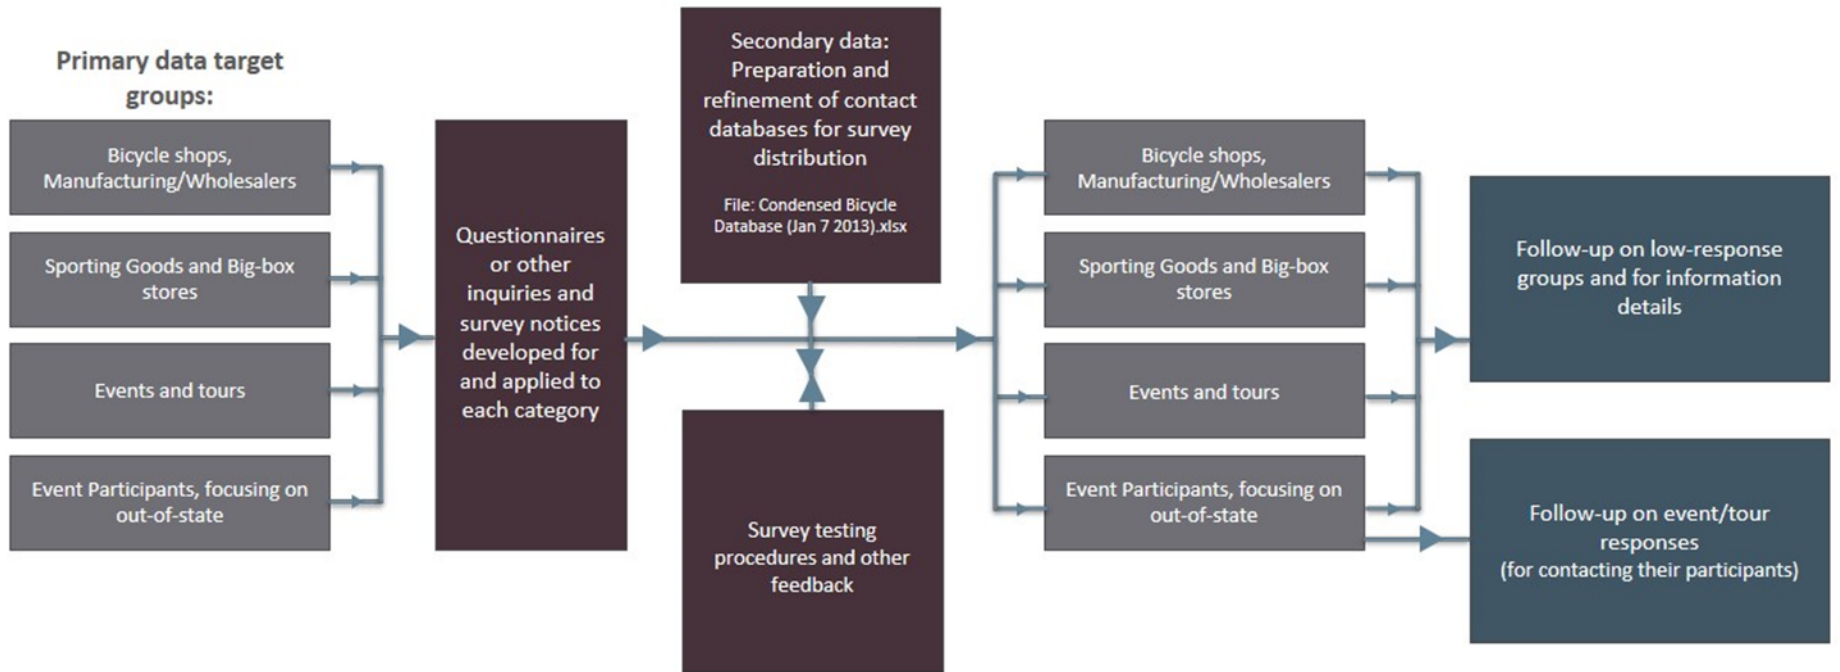 Primary data target
groups:
Bicycle shops,
Manufacturing/Wholesalers
Sporting Goods and Big-box
stores
Events and tours
Event Participants, focusing on
out-of-state
Questionnaires
or other
inquiries and
survey notices
developed for
and applied to
each category
Secondary data:
Preparation and
refinement of contact
databases for survey
distribution
File: Condensed Bicycle
Database (Jan 7 2013).xlsx
Survey testing
procedures and other
feedback
Bicycle shops,
Manufacturing/Wholesalers
Sporting Goods and Big-box
stores
Events and tours
Event Participants, focusing on
out-of-state
Follow-up on low-response
groups and for information
details
Follow-up on event/tour
responses
(for contacting their participants)